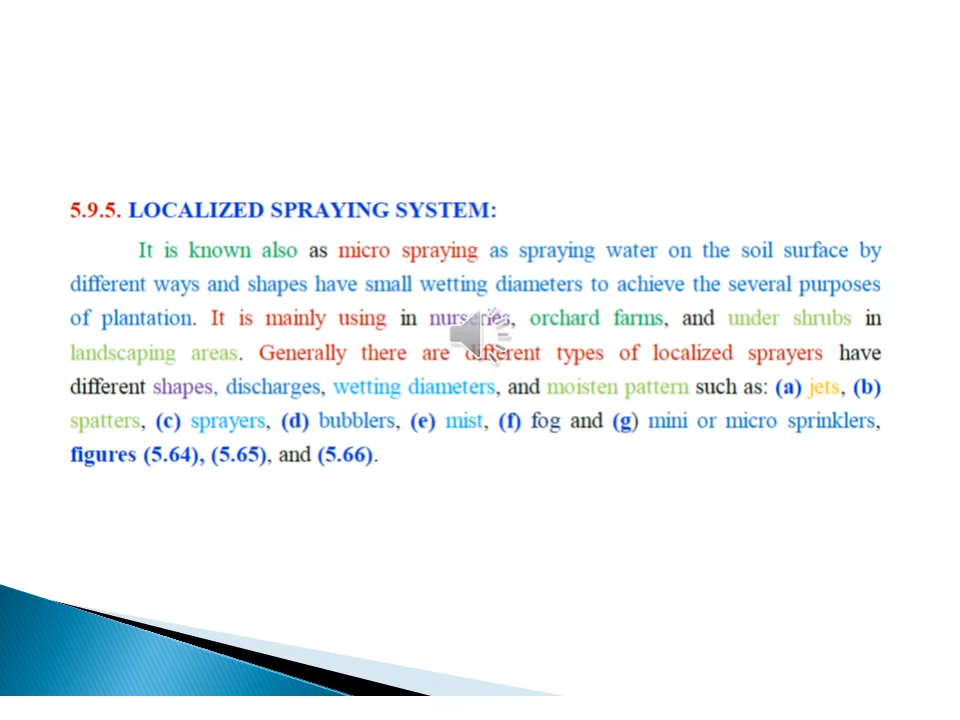 5.9.5. LOCALIZED SPRAYING SYSTEM:
It is known also as micro spraying as spraying water on the soil surface by
different ways and shapes have small wetting diameters to achieve the several purposes
of plantation. It is mainly using in nurseries, orchard farms, and under shrubs in
landscaping areas. Generally there are different types of localized sprayers have
different shapes, discharges, wetting diameters, and moisten pattern such as: (a) jets, (b)
spatters, (c) sprayers, (d) bubblers, (e) mist, (f) fog and (g) mini or micro sprinklers,
figures (5.64), (5.65), and (5.66).